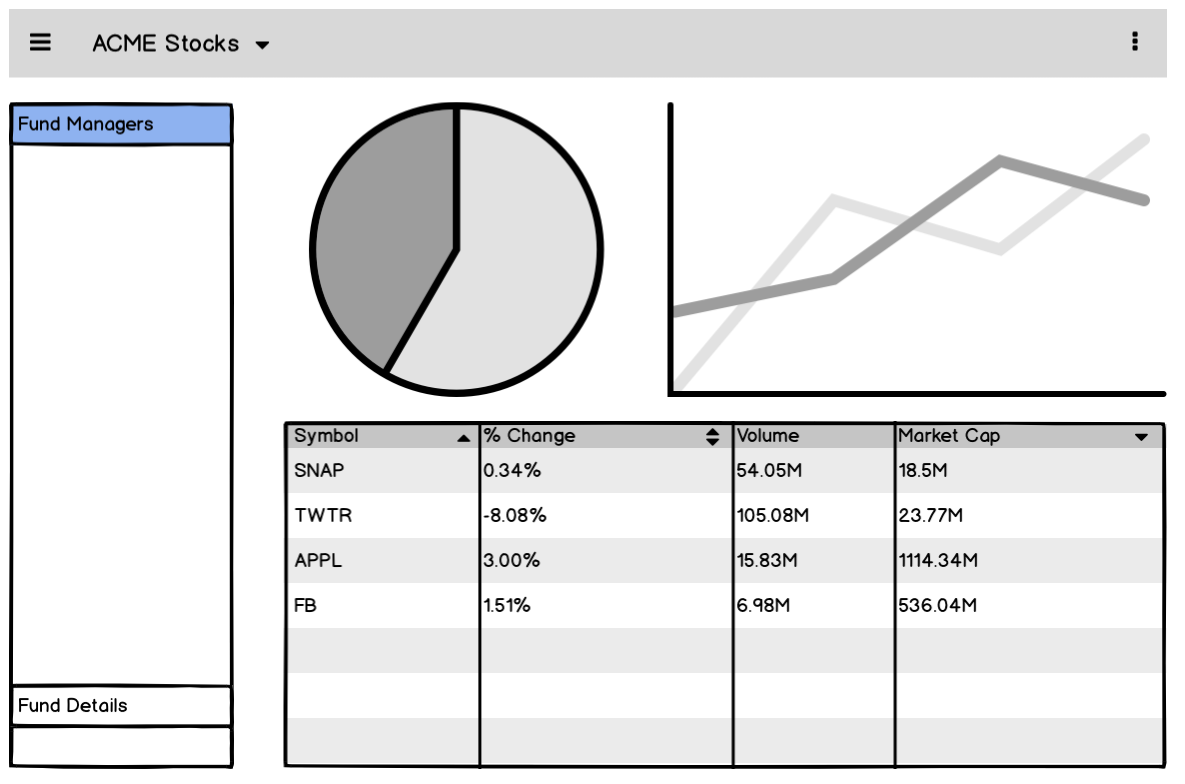 ACME Stocks
Fund Managers
Fund Details
Symbol % Change Volume Market Cap
SNAP 0.34% 54.05M 18.5M
TWTR -8.08% 105.08M 23.77M
APPL 3.00% 15.83M 1114.34M
FB 1.51% 6.98M 536.04M